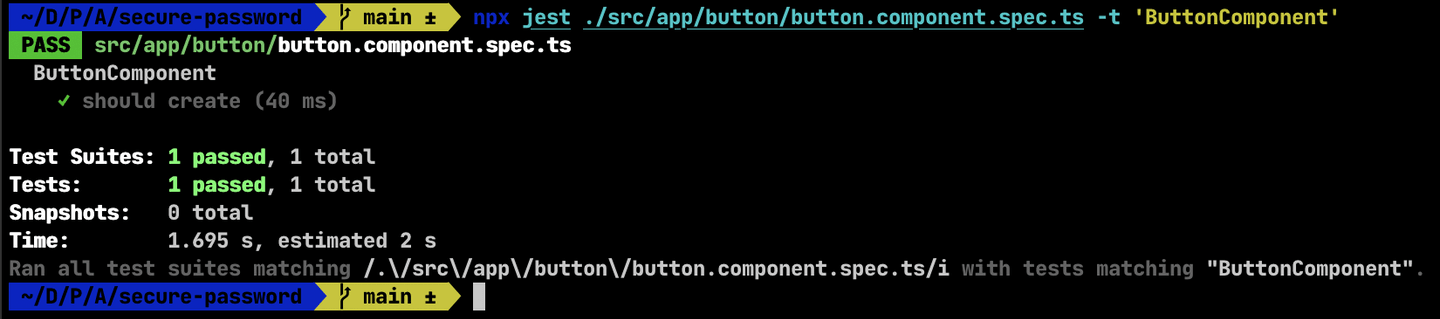 ~/D/P/A/secure-password main ± npx jest ./src/app/button/button.component.spec.ts -t 'ButtonComponent'
PASS src/app/button/button.component.spec.ts
ButtonComponent
✓ should create (40 ms)
Test Suites: 1 passed, 1 total
Tests: 1 passed, 1 total
Snapshots: 0 total
Time: 1.695 s, estimated 2 s
Ran all test suites matching /.\/src\/app\/button\/button.component.spec.ts/i with tests matching "ButtonComponent".
~/D/P/A/secure-password main ±